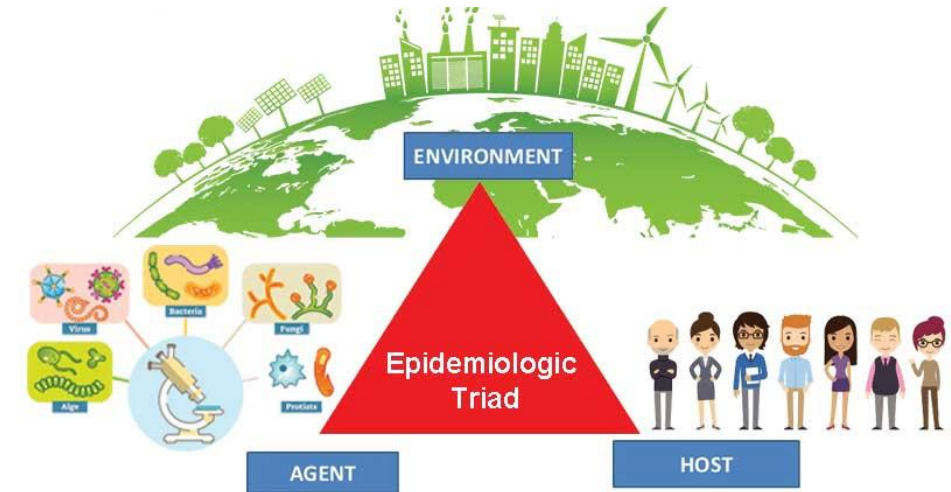 ENVIRONMENT
Bacteria
Virus
Fungi
Alge
Protists
Epidemiologic
Triad
AGENT
HOST